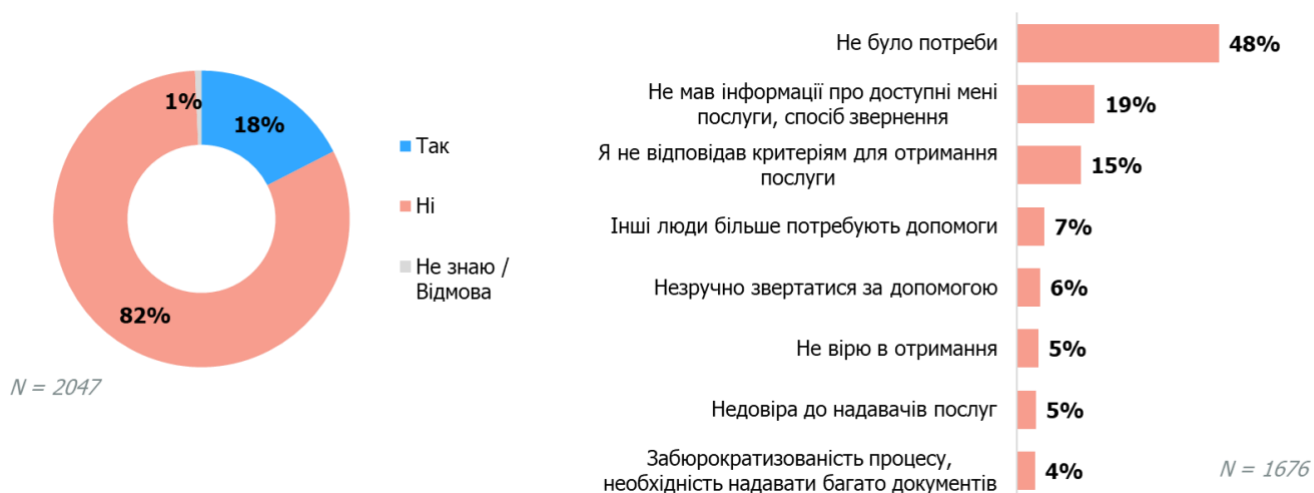 1%
18%
82%
Так
Ні
Не знаю /
Відмова
N = 2047
Не було потреби
48%
Не мав інформації про доступні мені
послуги, спосіб звернення
19%
Я не відповідав критеріям для отримання
послуги
15%
Інші люди більше потребують допомоги
7%
Незручно звертатися за допомогою
6%
Не вірю в отримання
5%
Недовіра до надавачів послуг
5%
Забюрократизованість процесу,
необхідність надавати багато документів
4%
N = 1676